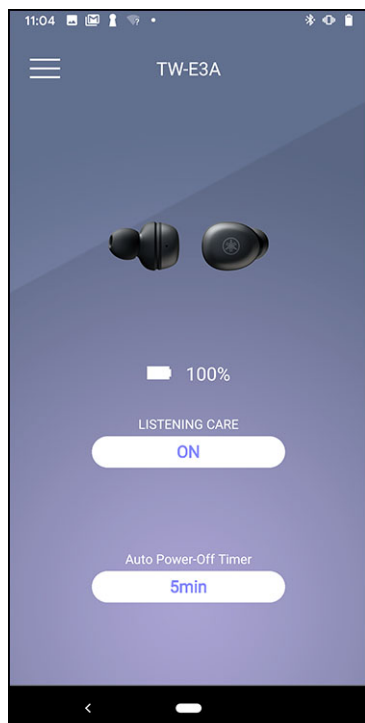 11:04
TW-E3A
100%
LISTENING CARE
ON
Auto Power-Off Timer
5min